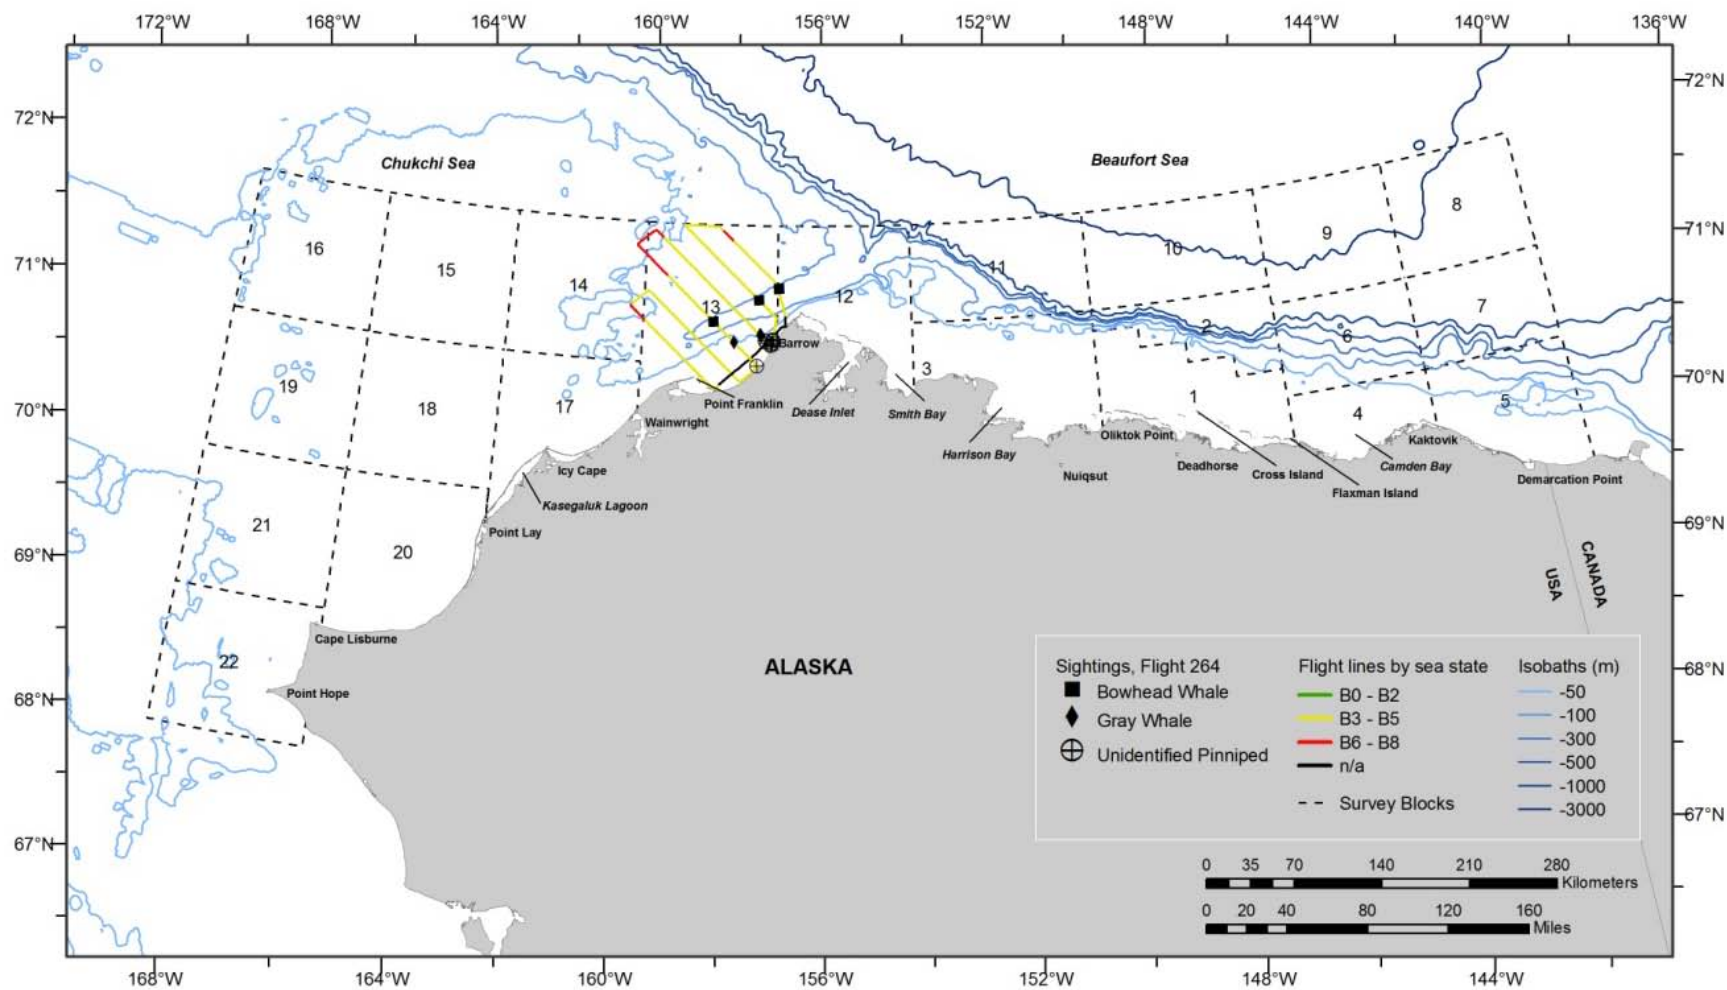 172°W 168°W 164°W 160°W 156°W 152°W 148°W 144°W 140°W 136°W
72°N
72°N
Chukchi Sea
Beaufort Sea
8
9
10
16
15
71°N
71°N
11
14
12
13
7
2
6
Barrow
3
70°N
70°N
19
18
17
1
5
4
Point Franklin
Dease Inlet
Smith Bay
Wainwright
Harrison Bay
Oliktok Point
Kaktovik
Icy Cape
Nuiqsut
Deadhorse
Cross Island
Camden Bay
Flaxman Island
Demarcation Point
Kasegaluk Lagoon
Point Lay
21
20
69°N
69°N
USA
CANADA
Cape Lisburne
22
Point Hope
ALASKA
68°N
68°N
67°N
67°N
Sightings, Flight 264
Bowhead Whale
Gray Whale
Unidentified Pinniped
Flight lines by sea state
B0 - B2
B3 - B5
B6 - B8
n/a
Survey Blocks
Isobaths (m)
-50
-100
-300
-500
-1000
-3000
0 35 70 140 210 280
Kilometers
0 20 40 80 120 160
Miles
168°W 164°W 160°W 156°W 152°W 148°W 144°W